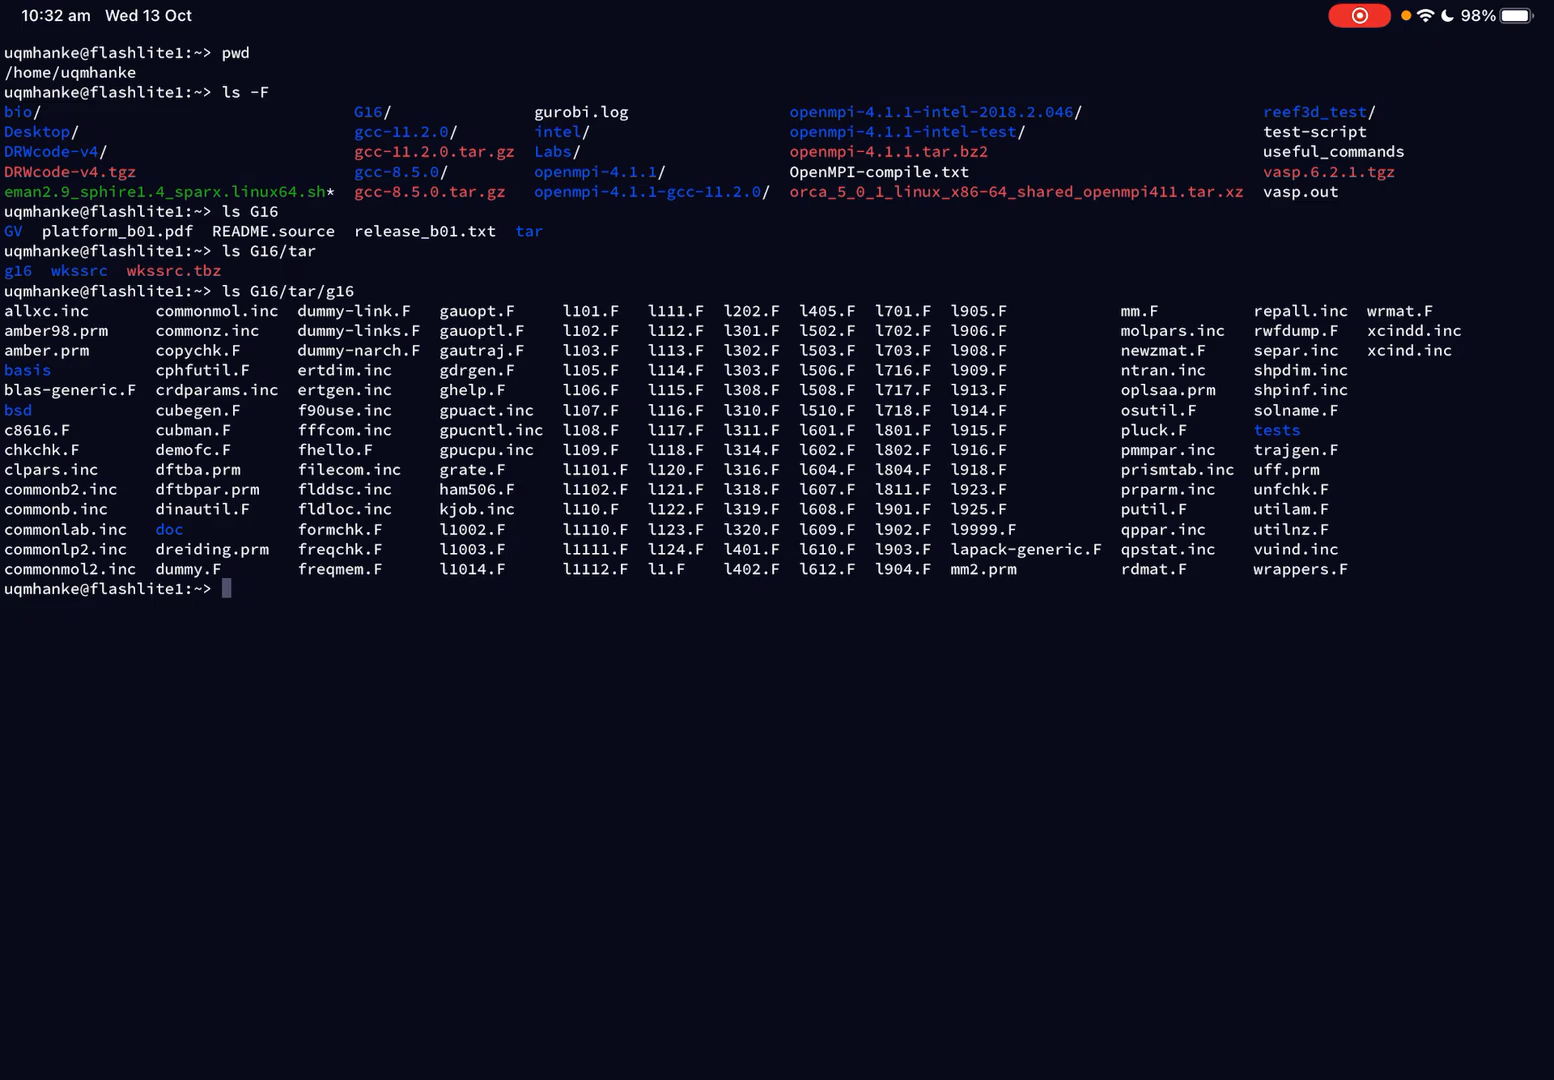 10:32 am Wed 13 Oct 98%
uqmhanke@flashlite1:~> pwd
/home/uqmhanke
uqmhanke@flashlite1:~> ls -F
bio/ G16/ gurobi.log openmpi-4.1.1-intel-2018.2.046/ reef3d_test/
Desktop/ gcc-11.2.0/ intel/ openmpi-4.1.1-intel-test/ test-script
DRWcode-v4/ gcc-11.2.0.tar.gz Labs/ openmpi-4.1.1.tar.bz2 useful_commands
DRWcode-v4.tgz gcc-8.5.0/ openmpi-4.1.1/ OpenMPI-compile.txt vasp.6.2.1.tgz
eman2.9_sphire1.4_sparx.linux64.sh* gcc-8.5.0.tar.gz openmpi-4.1.1-gcc-11.2.0/ orca_5_0_1_linux_x86-64_shared_openmpi411.tar.xz vasp.out
uqmhanke@flashlite1:~> ls G16
GV platform_b01.pdf README.source release_b01.txt tar
uqmhanke@flashlite1:~> ls G16/tar
g16 wkssrc wkssrc.tbz
uqmhanke@flashlite1:~> ls G16/tar/g16
allxc.inc commonmol.inc dummy-link.F gauopt.F l101.F l111.F l202.F l405.F l701.F l905.F mm.F repall.inc wrmat.F
amber98.prm commonz.inc dummy-links.F gauoptl.F l102.F l112.F l301.F l502.F l702.F l906.F molpars.inc rwfdump.F xcindd.inc
amber.prm copychk.F dummy-narch.F gautraj.F l103.F l113.F l302.F l503.F l703.F l908.F newzmat.F separ.inc xcind.inc
basis cphfutil.F ertdim.inc gdrgen.F l105.F l114.F l303.F l506.F l716.F l909.F ntran.inc shpdim.inc
blas-generic.F crdparams.inc ertgen.inc ghelp.F l106.F l115.F l308.F l508.F l717.F l913.F oplsaa.prm shpinf.inc
bsd cubegen.F f90use.inc gpuact.inc l107.F l116.F l310.F l510.F l718.F l914.F osutil.F solname.F
c8616.F cubman.F fffcom.inc gpucntl.inc l108.F l117.F l311.F l601.F l801.F l915.F pluck.F tests
chkchk.F demofc.F fhello.F gpucpu.inc l109.F l118.F l314.F l602.F l802.F l916.F pmmpar.inc trajgen.F
clpars.inc dftba.prm filecom.inc grate.F l1101.F l120.F l316.F l604.F l804.F l918.F prismtab.inc uff.prm
commonb2.inc dftbpar.prm flddsc.inc ham506.F l1102.F l121.F l318.F l607.F l811.F l923.F prparm.inc unfchk.F
commonb.inc dinautil.F fldloc.inc kjob.inc l110.F l122.F l319.F l608.F l901.F l925.F putil.F utilam.F
commonlab.inc doc formchk.F l1002.F l1110.F l123.F l320.F l609.F l902.F l9999.F qppar.inc utilnz.F
commonlp2.inc dreiding.prm freqchk.F l1003.F l1111.F l124.F l401.F l610.F l903.F lapack-generic.F qpstat.inc vuind.inc
commonmol2.inc dummy.F freqmem.F l1014.F l1112.F l1.F l402.F l612.F l904.F mm2.prm rdmat.F wrappers.F
uqmhanke@flashlite1:~>